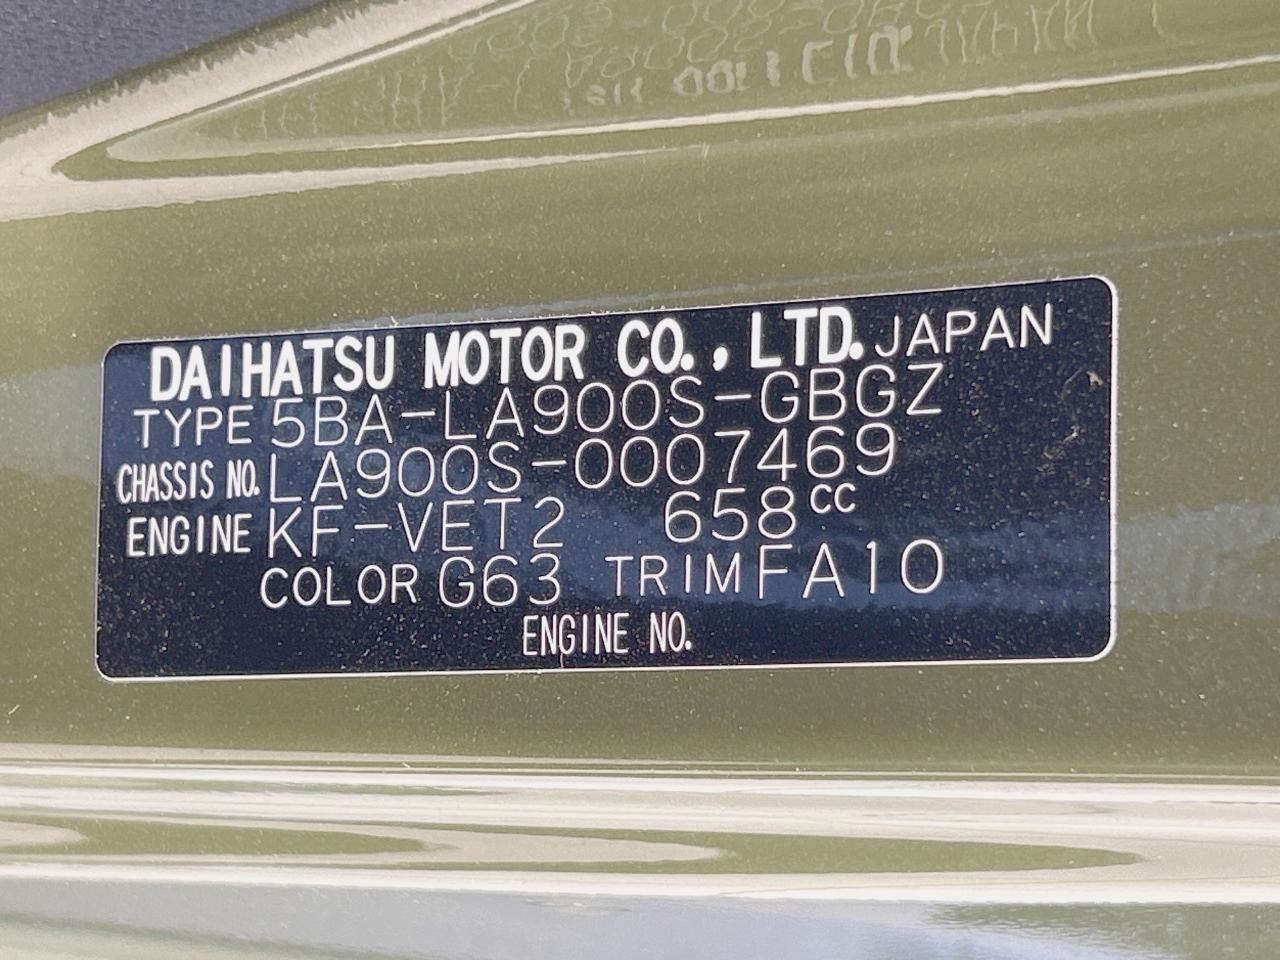 DAIHATSU MOTOR CO., LTD. JAPAN
TYPE 5BA-LA900S-GBGZ
CHASSIS NO. LA900S-0007469
ENGINE KF-VET2 658cc
COLOR G63 TRIM FA10
ENGINE NO.